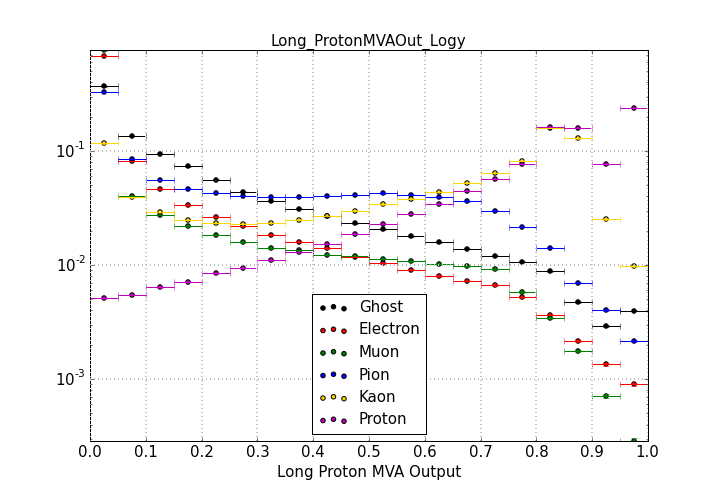 Long_ProtonMVAOut_Logy
10^-1
10^-2
10^-3
Ghost
Electron
Muon
Pion
Kaon
Proton
0.0 0.1 0.2 0.3 0.4 0.5 0.6 0.7 0.8 0.9 1.0
Long Proton MVA Output